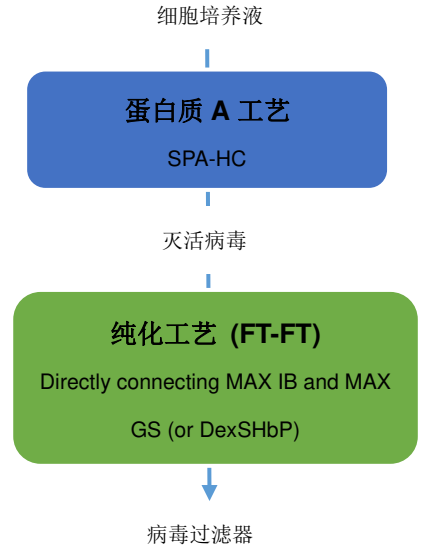 细胞培养液
蛋白质 A 工艺
SPA-HC
灭活病毒
纯化工艺 (FT-FT)
Directly connecting MAX IB and MAX
GS (or DexSHbP)
病毒过滤器